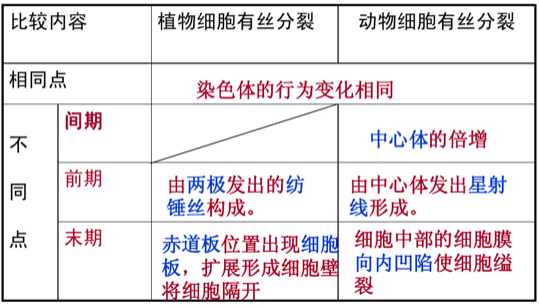 比较内容 植物细胞有丝分裂 动物细胞有丝分裂
相同点 染色体的行为变化相同
不同点
间期 中心体的倍增
前期 由两极发出的纺
锤丝构成。
由中心体发出星射
线形成。
末期 赤道板位置出现细胞
板，扩展形成细胞壁
将细胞隔开
细胞中部的细胞膜
向内凹陷使细胞缢
裂